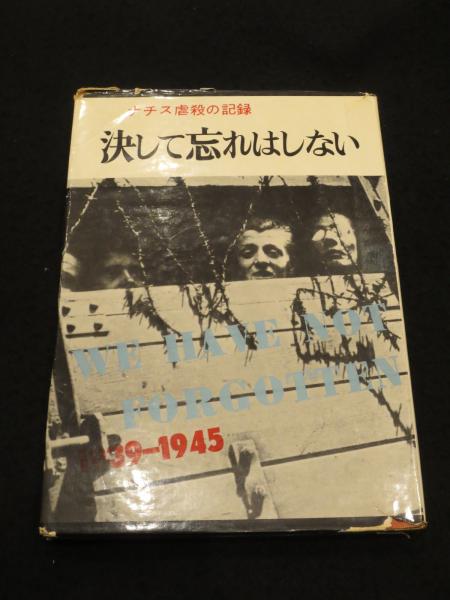 ナチス虐殺の記録
決して忘れはしない
WE HAVE NOT
FORGOTTEN
1939–1945